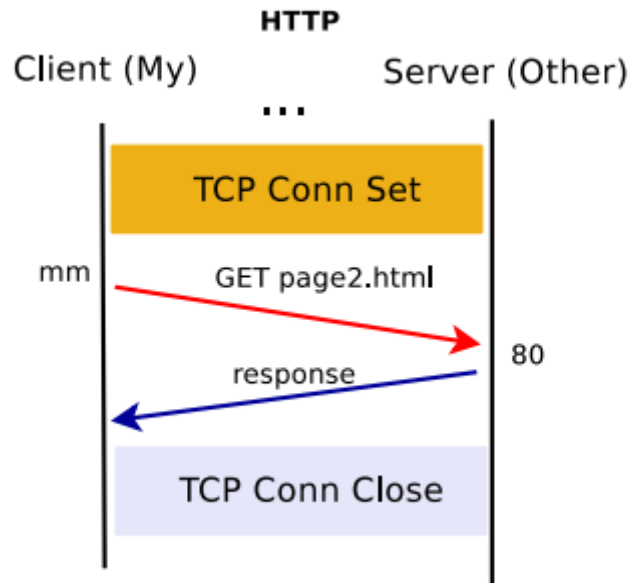 HTTP
Client (My)
Server (Other)
...
TCP Conn Set
mm
GET page2.html
80
response
TCP Conn Close